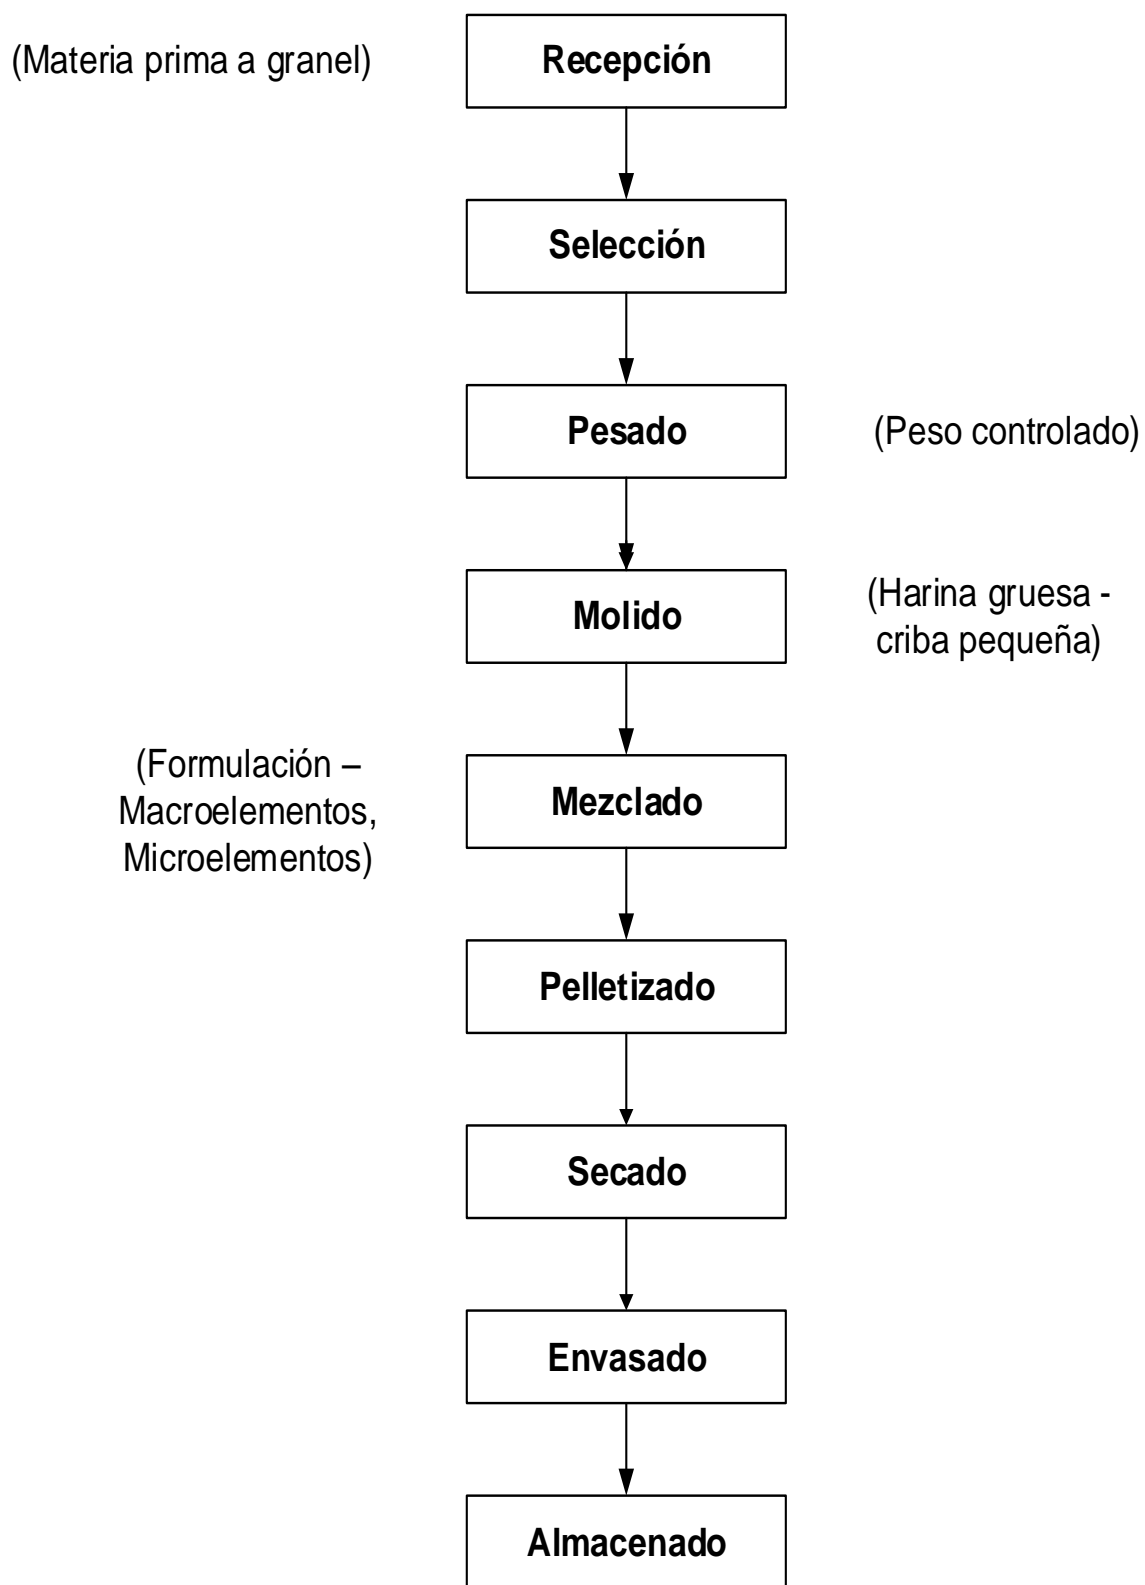 (Materia prima a granel)
Recepción
Selección
Pesado
(Peso controlado)
Molido
(Harina gruesa -
criba pequeña)
(Formulación –
Macroelementos,
Microelementos)
Mezclado
Pelletizado
Secado
Envasado
Almacenado